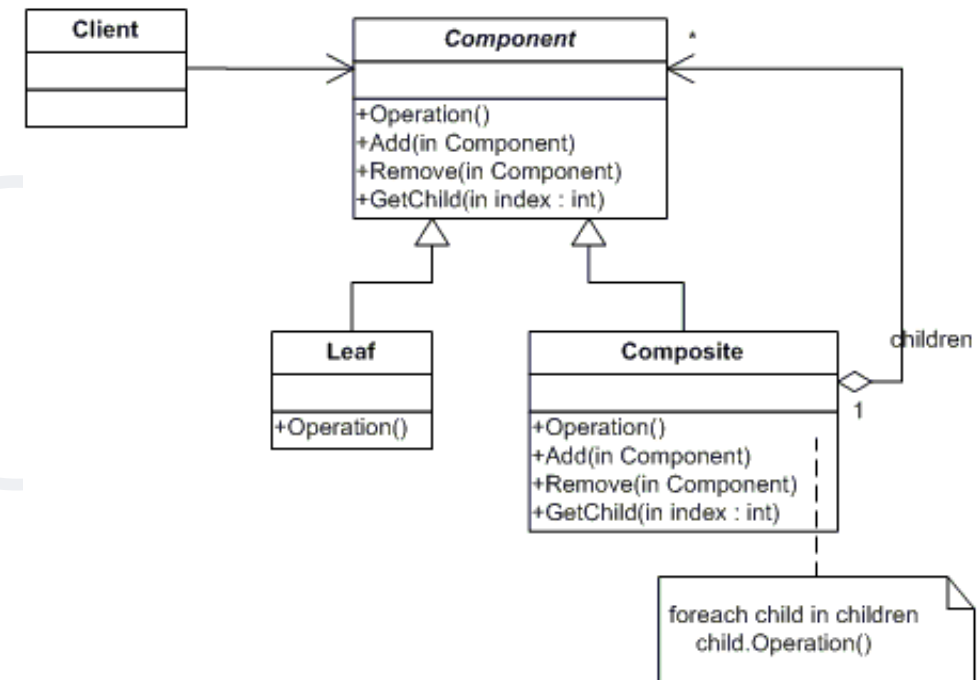 Client
Component
*
+Operation()
+Add(in Component)
+Remove(in Component)
+GetChild(in index : int)
Leaf
+Operation()
Composite
children
1
+Operation()
+Add(in Component)
+Remove(in Component)
+GetChild(in index : int)
foreach child in children
child.Operation()